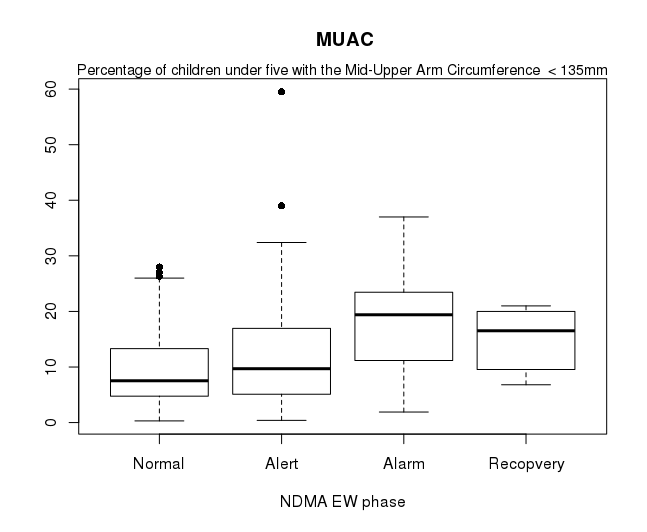 MUAC
Percentage of children under five with the Mid-Upper Arm Circumference < 135mm
60
50
40
30
20
10
0
Normal Alert Alarm Recopvery
NDMA EW phase